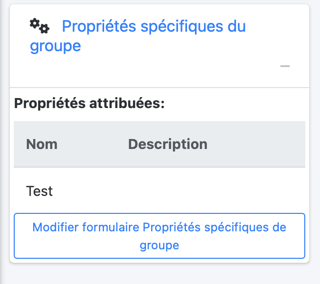 Propriétés spécifiques du
groupe
Propriétés attribuées:
Nom Description
Test
Modifier formulaire Propriétés spécifiques de
groupe